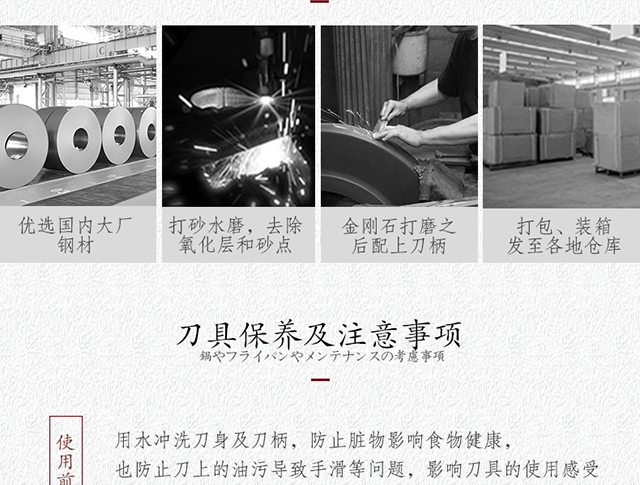 优选国内大厂
钢材
打砂水磨，去除
氧化层和砂点
金刚石打磨之
后配上刀柄
打包、装箱
发至各地仓库
刀具保养及注意事项
鍋やフライパンやメンテナンスの考慮事項
使用前
用水冲洗刀身及刀柄，防止脏物影响食物健康，
也防止刀上的油污导致手滑等问题，影响刀具的使用感受